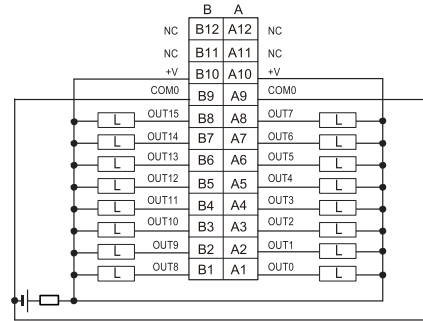 B A
NC B12 A12 NC
NC B11 A11 NC
+V B10 A10 +V
COM0 B9 A9 COM0
L OUT15 B8 A8 OUT7 L
L OUT14 B7 A7 OUT6 L
L OUT13 B6 A6 OUT5 L
L OUT12 B5 A5 OUT4 L
L OUT11 B4 A4 OUT3 L
L OUT10 B3 A3 OUT2 L
L OUT9 B2 A2 OUT1 L
L OUT8 B1 A1 OUT0 L